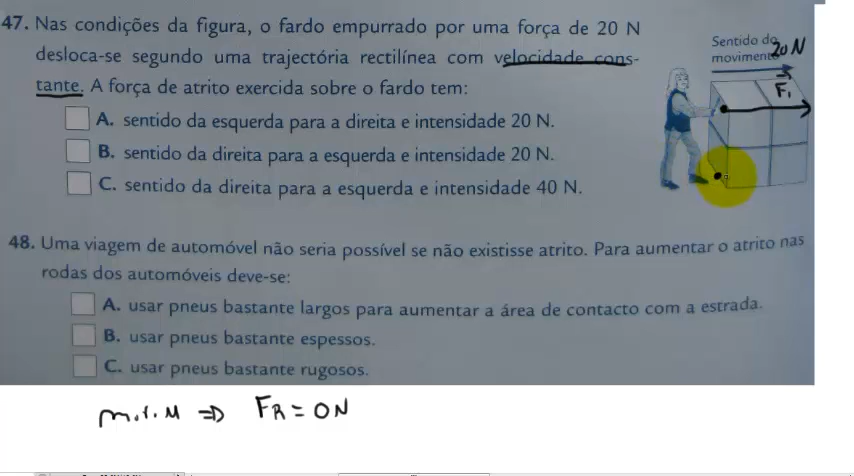 47. Nas condições da figura, o fardo empurrado por uma força de 20 N
desloca-se segundo uma trajectória rectilínea com velocidade cons-
tante. A força de atrito exercida sobre o fardo tem:
A. sentido da esquerda para a direita e intensidade 20 N.
B. sentido da direita para a esquerda e intensidade 20 N.
C. sentido da direita para a esquerda e intensidade 40 N.
Sentido do
movimento
20 N
F₁
48. Uma viagem de automóvel não seria possível se não existisse atrito. Para aumentar o atrito nas
rodas dos automóveis deve-se:
A. usar pneus bastante largos para aumentar a área de contacto com a estrada.
B. usar pneus bastante espessos.
C. usar pneus bastante rugosos.
m.r.u ⇒ FR = 0N